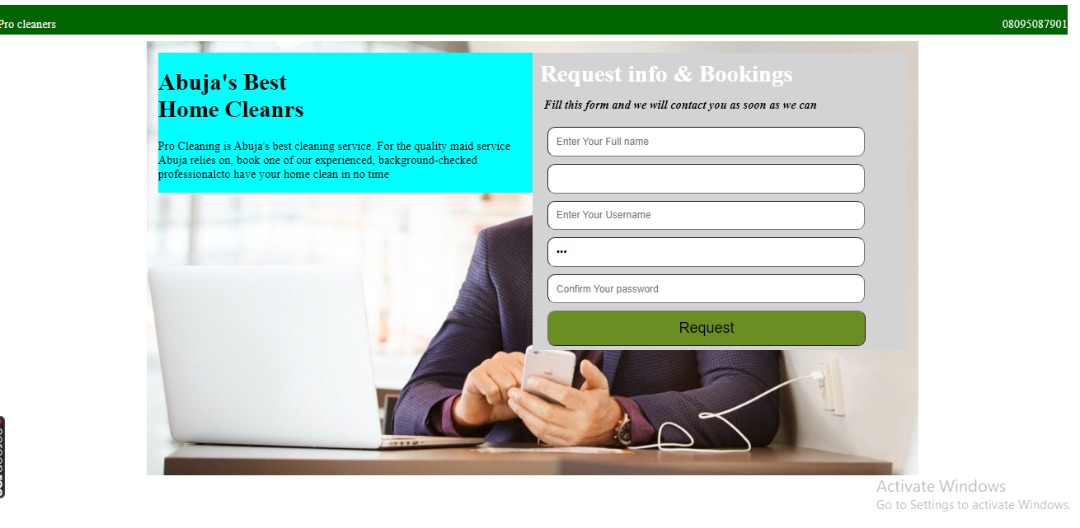 Pro cleaners
08095087901
Abuja's Best
Home Cleanrs
Pro Cleaning is Abuja's best cleaning service. For the quality maid service
Abuja relies on, book one of our experienced, background-checked
professionalcto have your home clean in no time
Request info & Bookings
Fill this form and we will contact you as soon as we can
Enter Your Full name
Enter Your Username
•••
Confirm Your password
Request
Activate Windows
Go to Settings to activate Windows.